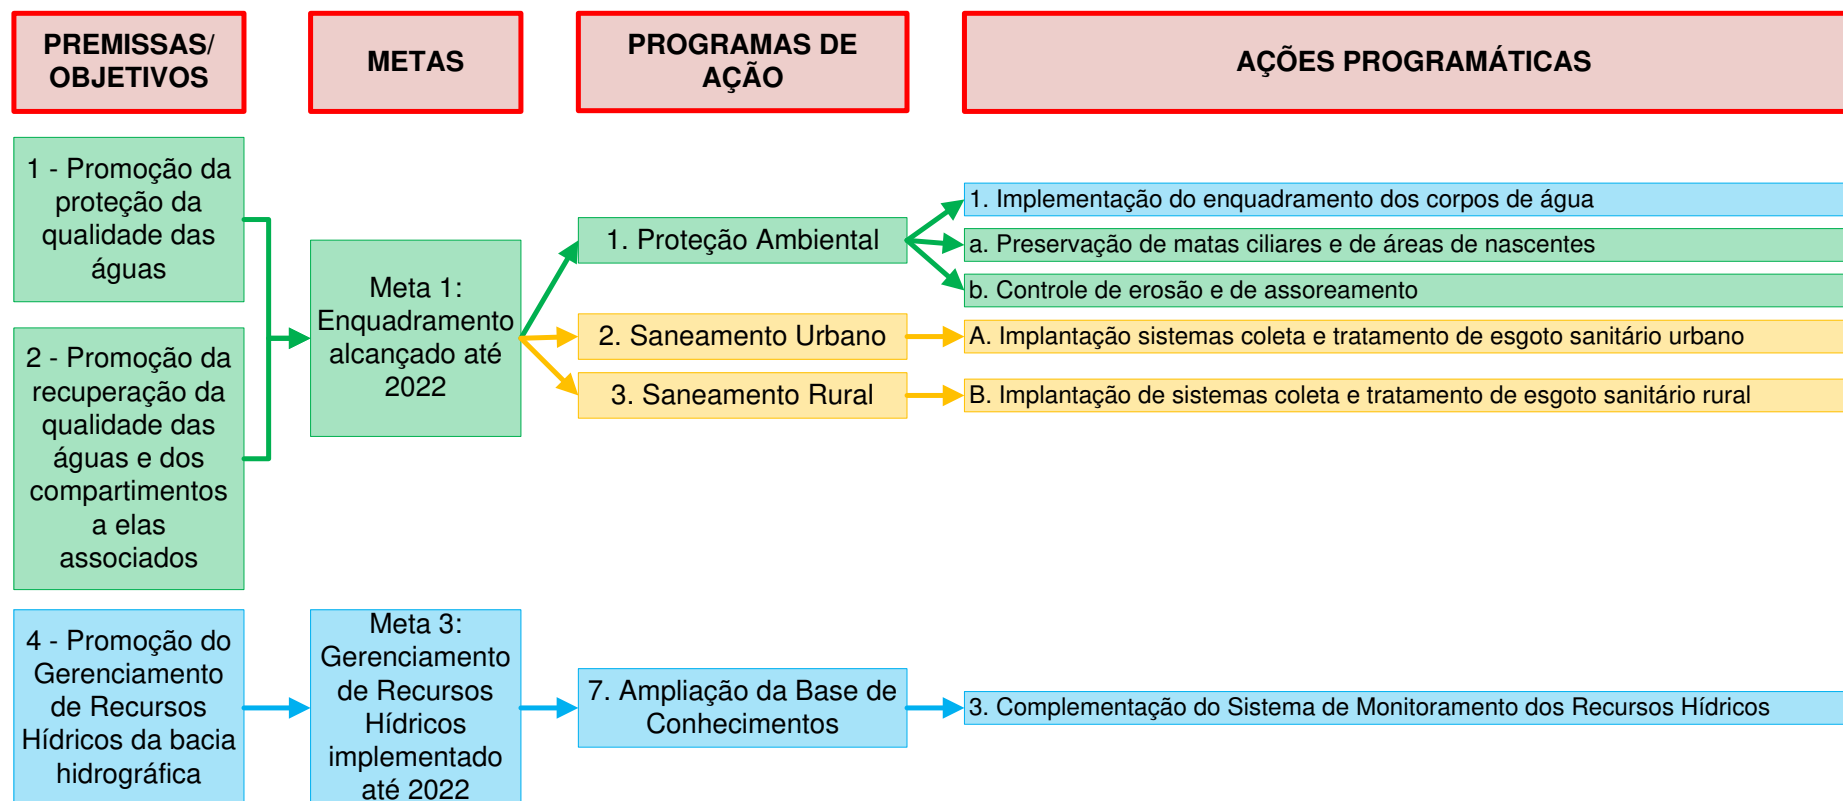 PREMISSAS/
OBJETIVOS
METAS
PROGRAMAS DE
AÇÃO
AÇÕES PROGRAMÁTICAS
1 - Promoção da
proteção da
qualidade das
águas
2 - Promoção da
recuperação da
qualidade das
águas e dos
compartimentos
a elas
associados
Meta 1:
Enquadramento
alcançado até
2022
1. Proteção Ambiental
2. Saneamento Urbano
3. Saneamento Rural
1. Implementação do enquadramento dos corpos de água
a. Preservação de matas ciliares e de áreas de nascentes
b. Controle de erosão e de assoreamento
A. Implantação sistemas coleta e tratamento de esgoto sanitário urbano
B. Implantação de sistemas coleta e tratamento de esgoto sanitário rural
4 - Promoção do
Gerenciamento
de Recursos
Hídricos da bacia
hidrográfica
Meta 3:
Gerenciamento
de Recursos
Hídricos
implementado
até 2022
7. Ampliação da Base de
Conhecimentos
3. Complementação do Sistema de Monitoramento dos Recursos Hídricos